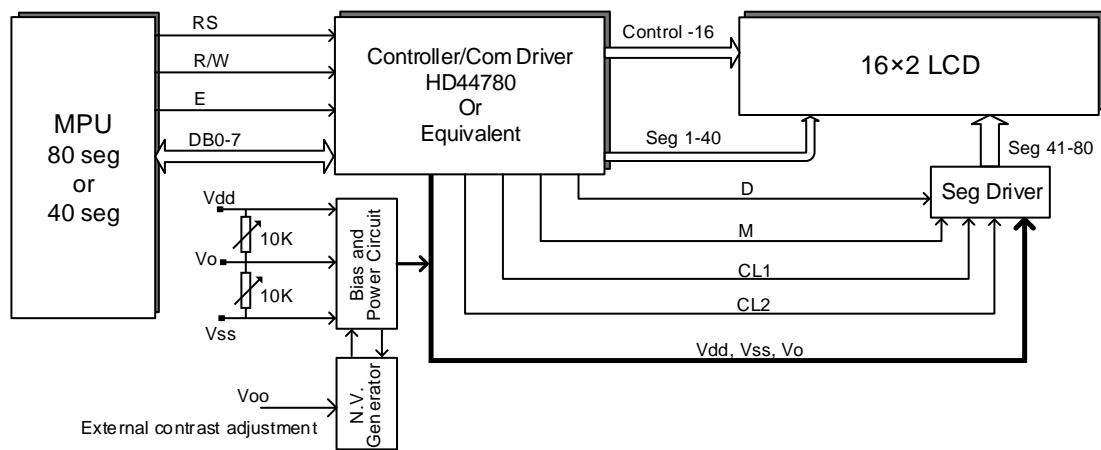 MPU
80 seg
or
40 seg
RS
R/W
E
DB0-7
Controller/Com Driver
HD44780
Or
Equivalent
Control -16
16×2 LCD
Seg 1-40
Seg 41-80
Seg Driver
D
M
CL1
CL2
Vdd, Vss, Vo
Vdd
10K
Vo
10K
Vss
Bias and
Power Circuit
N.V.
Generator
Voo
External contrast adjustment